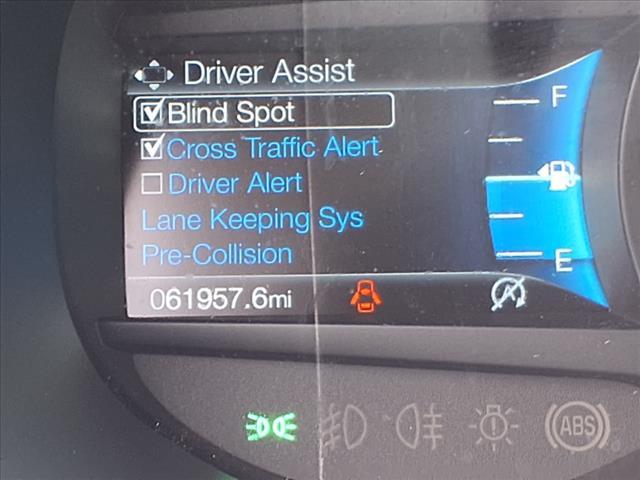 Driver Assist
Blind Spot
Cross Traffic Alert
Driver Alert
Lane Keeping Sys
Pre-Collision
061957.6mi
F
E
A
ABS